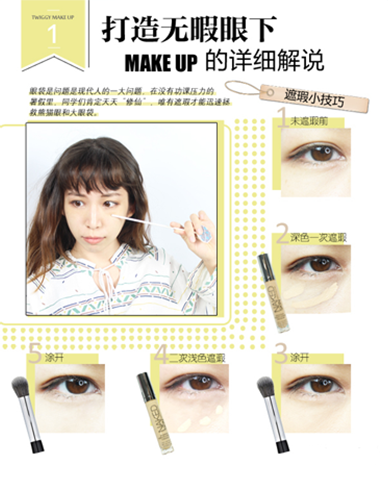 TWIGGY MAKE UP
1
打造无暇眼下
MAKE UP 的详细解说
眼袋是问题是现代人的一大问题，在没有功课压力的
暑假里，同学们肯定天天‘修仙’，唯有遮瑕才能迅速拯
救熊猫眼和大眼袋。
遮瑕小技巧
1
未遮瑕前
2
深色一次遮瑕
3
涂开
4
二次浅色遮瑕
5
涂开